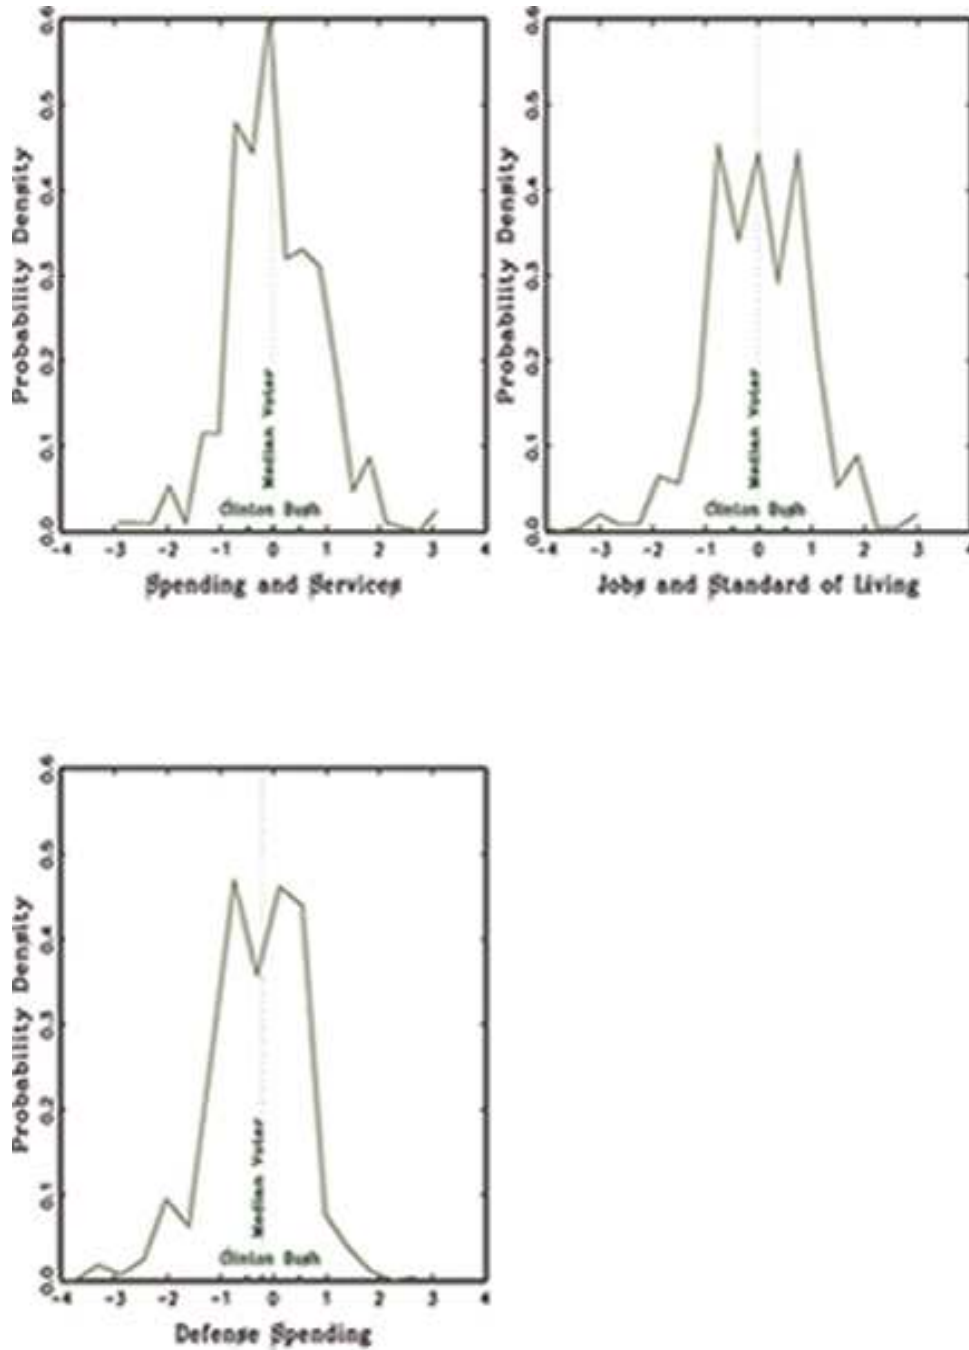 Probability Density
0.0 0.1 0.2 0.3 0.4 0.5 0.6
Median Voter
Clinton Bush
-4 -3 -2 -1 0 1 2 3 4
Spending and Services
Probability Density
0.0 0.1 0.2 0.3 0.4 0.5 0.6
Median Voter
Clinton Bush
-4 -3 -2 -1 0 1 2 3 4
Jobs and Standard of Living
Probability Density
0.0 0.1 0.2 0.3 0.4 0.5 0.6
Median Voter
Clinton Bush
-4 -3 -2 -1 0 1 2 3 4
Defense Spending